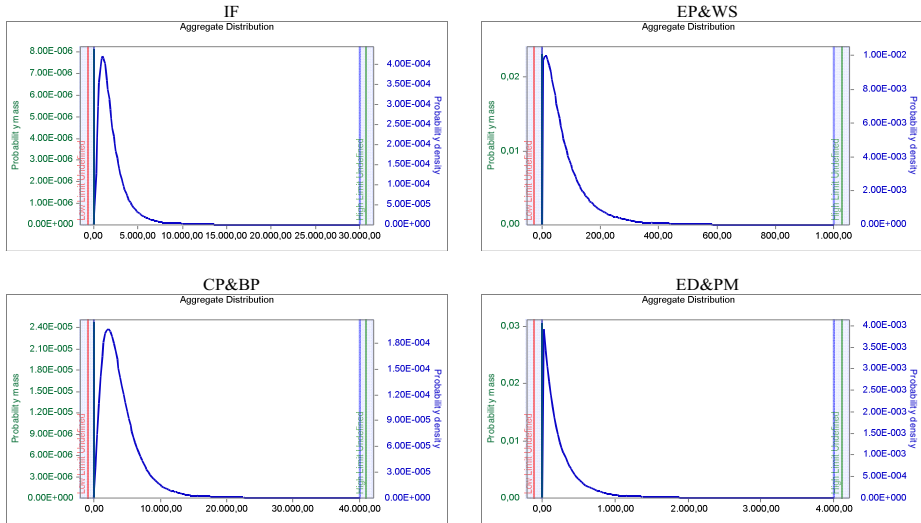 IF
Aggregate Distribution
Probability mass
8.00E-006
7.00E-006
6.00E-006
5.00E-006
4.00E-006
3.00E-006
2.00E-006
1.00E-006
0.00E+000
Low Limit Undefined
High Limit Undefined
4.00E-004
3.50E-004
3.00E-004
2.50E-004
2.00E-004
1.50E-004
1.00E-004
5.00E-005
0.00E+000
Probability density
0,00 5.000,00 10.000,00 15.000,00 20.000,00 25.000,00 30.000,00
EP&WS
Aggregate Distribution
Probability mass
0,02
0,01
0,00
Low Limit Undefined
High Limit Undefined
1.00E-002
8.00E-003
6.00E-003
4.00E-003
2.00E-003
0.00E+000
Probability density
0,00 200,00 400,00 600,00 800,00 1.000,00
CP&BP
Aggregate Distribution
Probability mass
2.40E-005
2.10E-005
1.80E-005
1.50E-005
1.20E-005
9.00E-006
6.00E-006
3.00E-006
0.00E+000
Low Limit Undefined
High Limit Undefined
1.80E-004
1.50E-004
1.20E-004
9.00E-005
6.00E-005
3.00E-005
0.00E+000
Probability density
0,00 10.000,00 20.000,00 30.000,00 40.000,00
ED&PM
Aggregate Distribution
Probability mass
0,03
0,02
0,01
0,00
Low Limit Undefined
High Limit Undefined
4.00E-003
3.50E-003
3.00E-003
2.50E-003
2.00E-003
1.50E-003
1.00E-003
5.00E-004
0.00E+000
Probability density
0,00 1.000,00 2.000,00 3.000,00 4.000,00